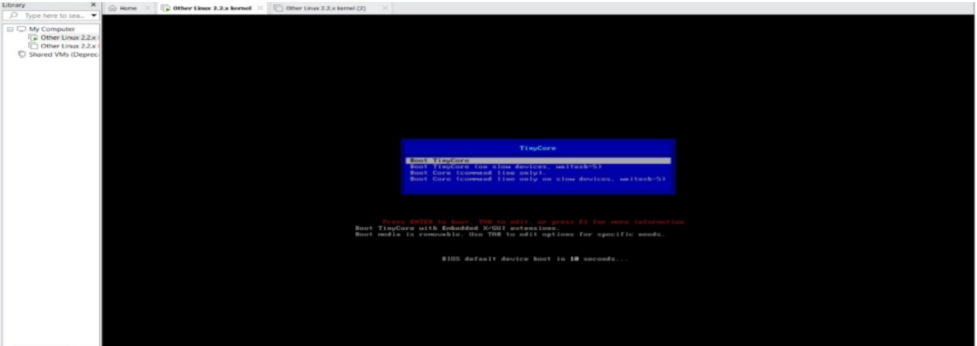 Library
Home
Other Linux 2.2.x kernel
Other Linux 2.2.x kernel (2)
Type here to sea...
My Computer
Other Linux 2.2.x
Other Linux 2.2.x
Shared VMs (Deprec
TinyCore
Boot TinyCore
Boot TinyCore (on slow devices, waitusb=5)
Boot Core (command line only).
Boot Core (command line only on slow devices, waitusb=5)
Press ENTER to boot, TAB to edit, or press F1 for more information.
Boot TinyCore with Embedded X/GUI extensions.
Boot media is removable. Use TAB to edit options for specific needs.
BIOS default device boot in 10 seconds...